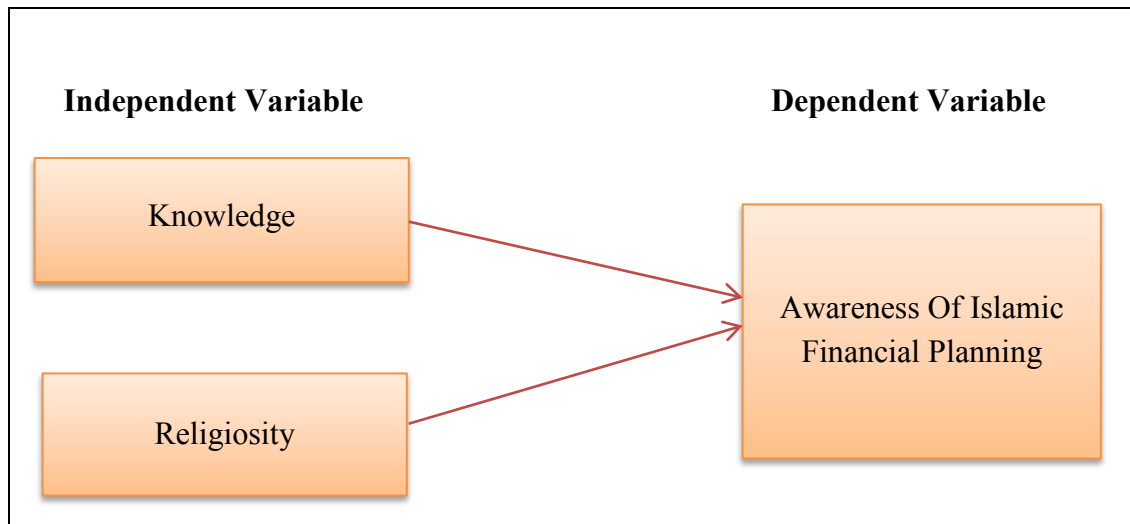 Independent Variable
Dependent Variable
Knowledge
Awareness Of Islamic
Financial Planning
Religiosity